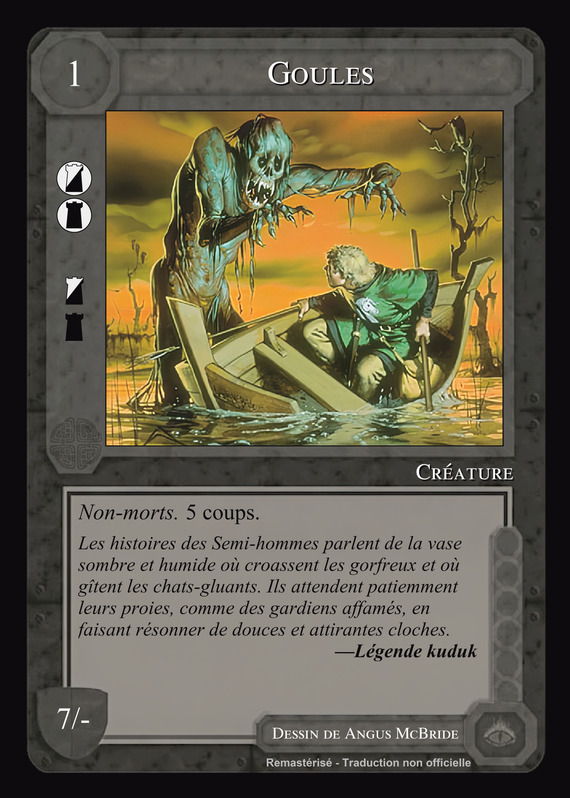 1
Goules
Créature
Non-morts. 5 coups.
Les histoires des Semi-hommes parlent de la vase
sombre et humide où croassent les gorfreux et où
gîtent les chats-gluants. Ils attendent patiemment
leurs proies, comme des gardiens affamés, en
faisant résonner de douces et attirantes cloches.
—Légende kuduk
7/-
Dessin de Angus McBride
Remastérisé - Traduction non officielle